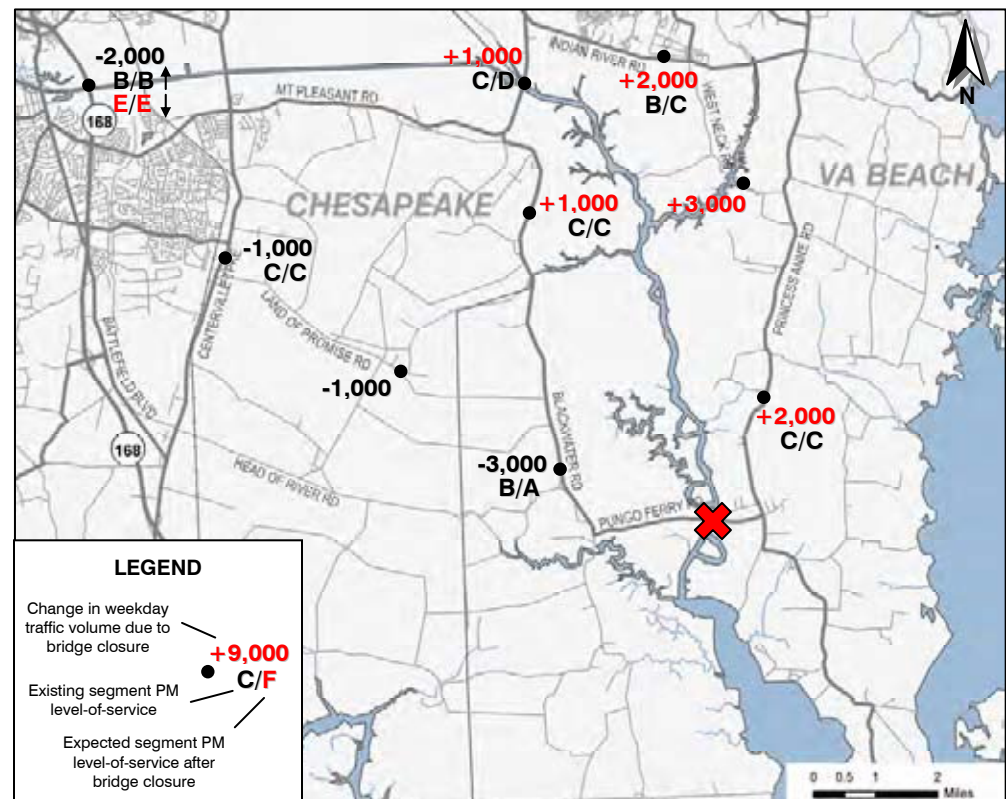 -2,000
B/B
E/E
168
MT PLEASANT RD
+1,000
C/D
INDIAN RIVER RD
+2,000
B/C
WEST NECK RD
N
CHESAPEAKE
VA BEACH
+1,000
C/C
+3,000
-1,000
C/C
CENTERVILLE
LAND OF PROMISE RD
PRINCESS ANNE RD
BATTLEFIELD BLVD
-1,000
+2,000
C/C
BLACKWATER RD
168
HEAD OF RIVER RD
-3,000
B/A
PUNGO FERRY
LEGEND
Change in weekday
traffic volume due to
bridge closure
+9,000
C/F
Existing segment PM
level-of-service
Expected segment PM
level-of-service after
bridge closure
0 0.5 1 2
Miles